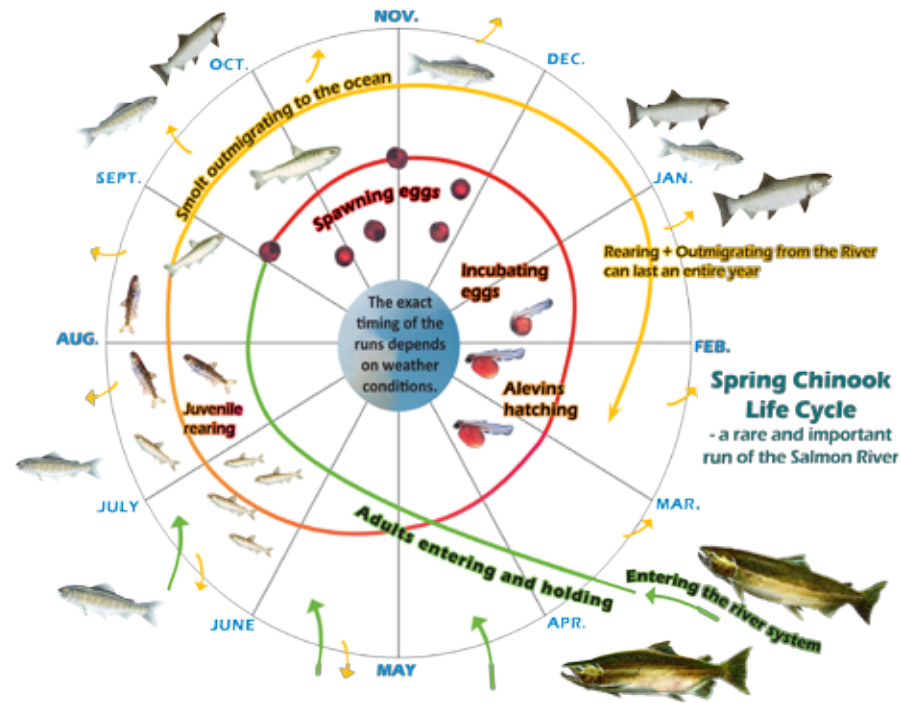 NOV.
DEC.
JAN.
FEB.
MAR.
APR.
MAY
JUNE
JULY
AUG.
SEPT.
OCT.
Smolt outmigrating to the ocean
Spawning eggs
Incubating
eggs
Rearing + Outmigrating from the River
can last an entire year
The exact
timing of the
runs depends
on weather
conditions.
Alevins
hatching
Juvenile
rearing
Spring Chinook
Life Cycle
- a rare and important
run of the Salmon River
Adults entering and holding
Entering the river system